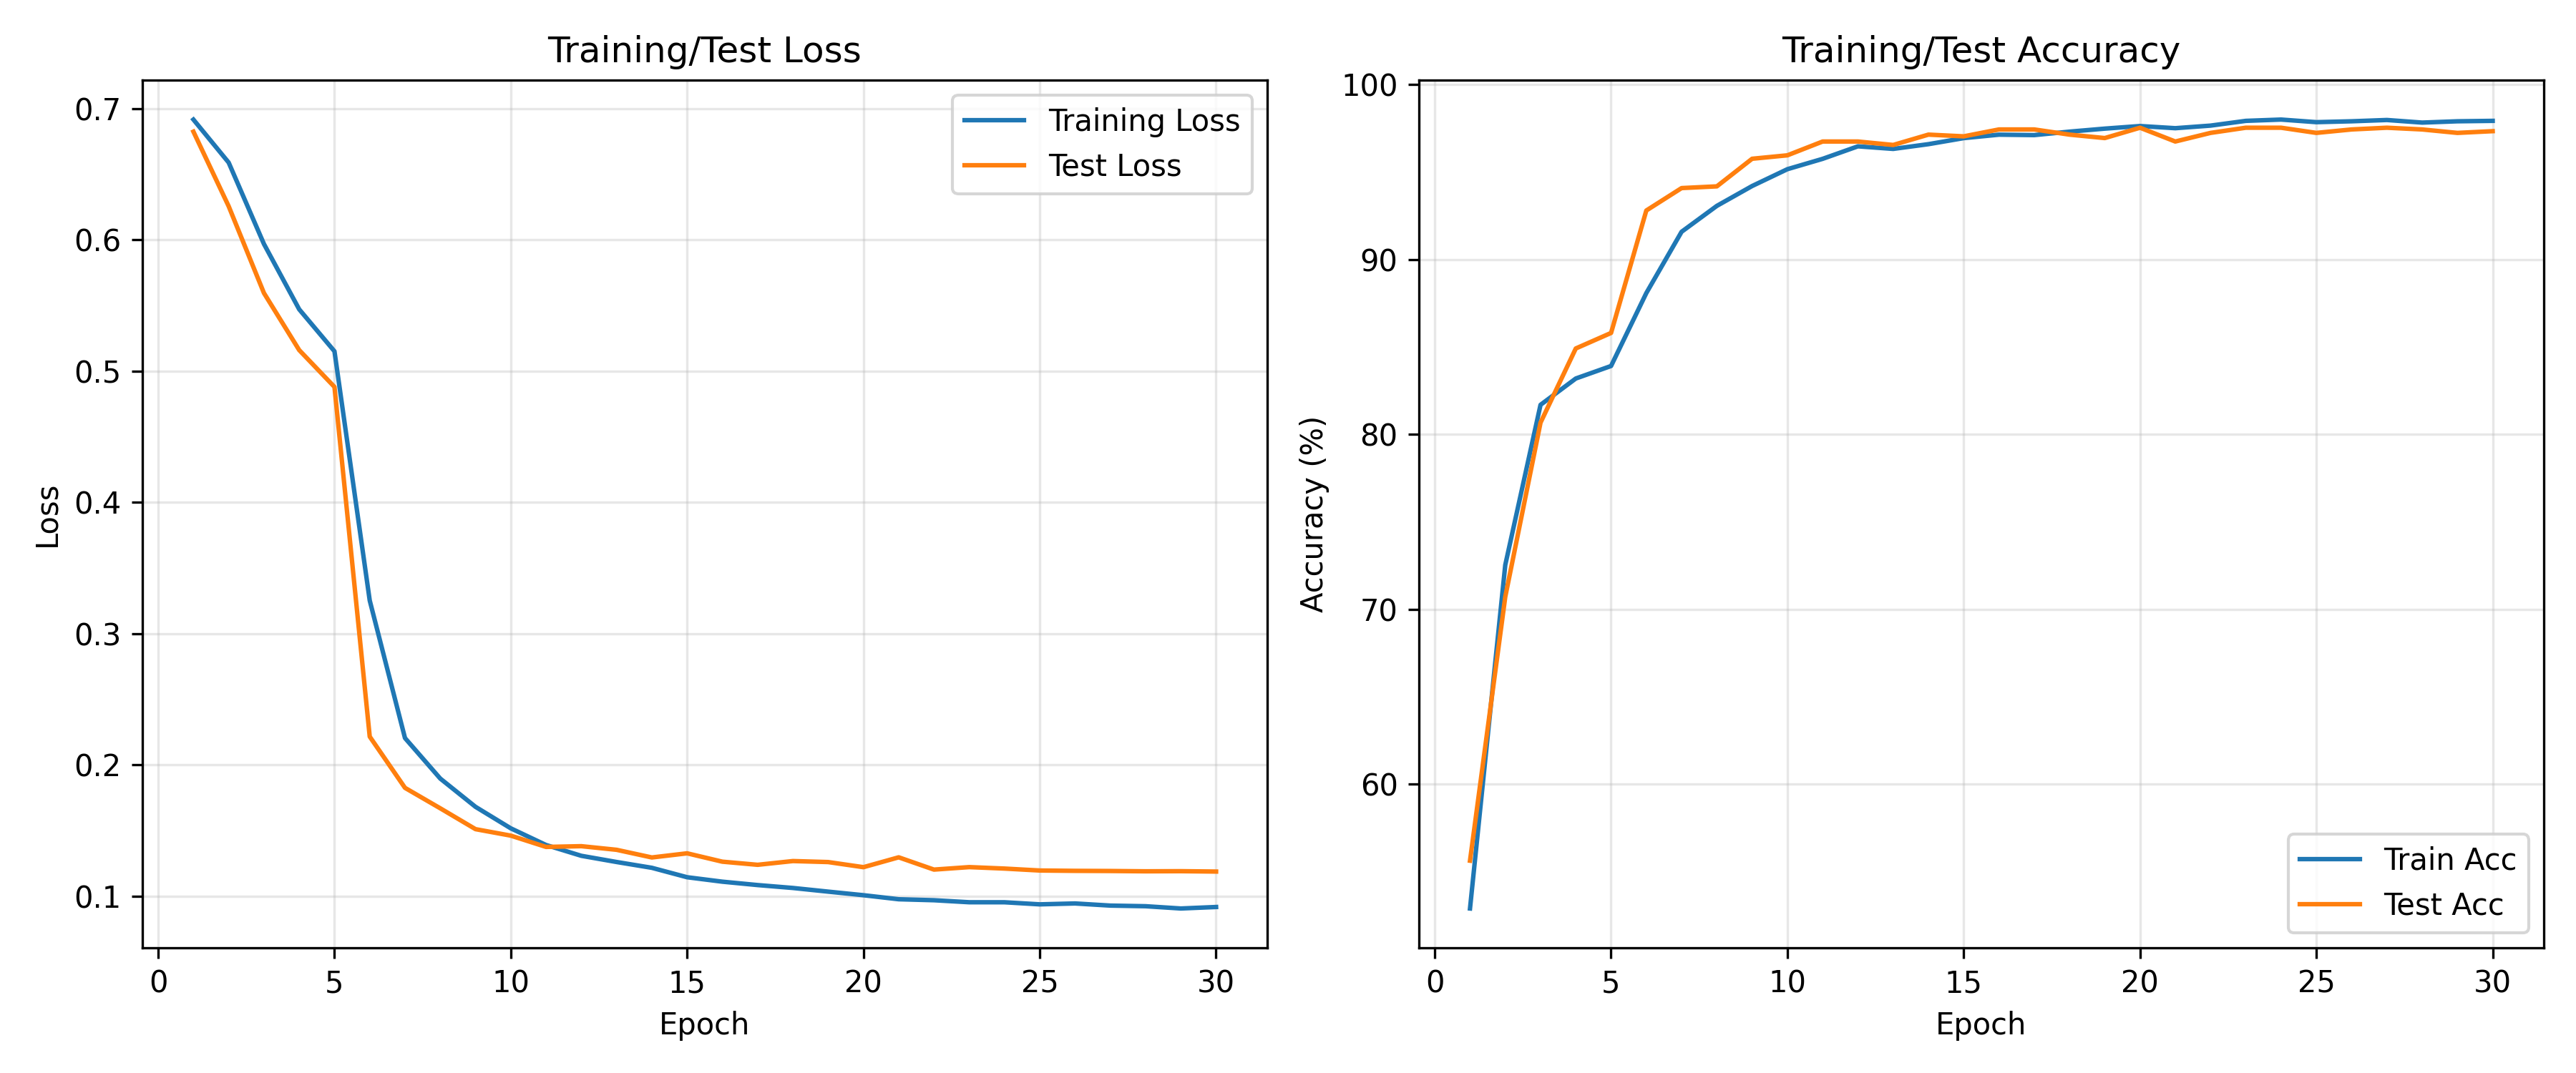 Training/Test Loss
Training Loss
Test Loss
0.7
0.6
0.5
0.4
0.3
0.2
0.1
Loss
0 5 10 15 20 25 30
Epoch
Training/Test Accuracy
100
90
80
70
60
Accuracy (%)
Train Acc
Test Acc
0 5 10 15 20 25 30
Epoch